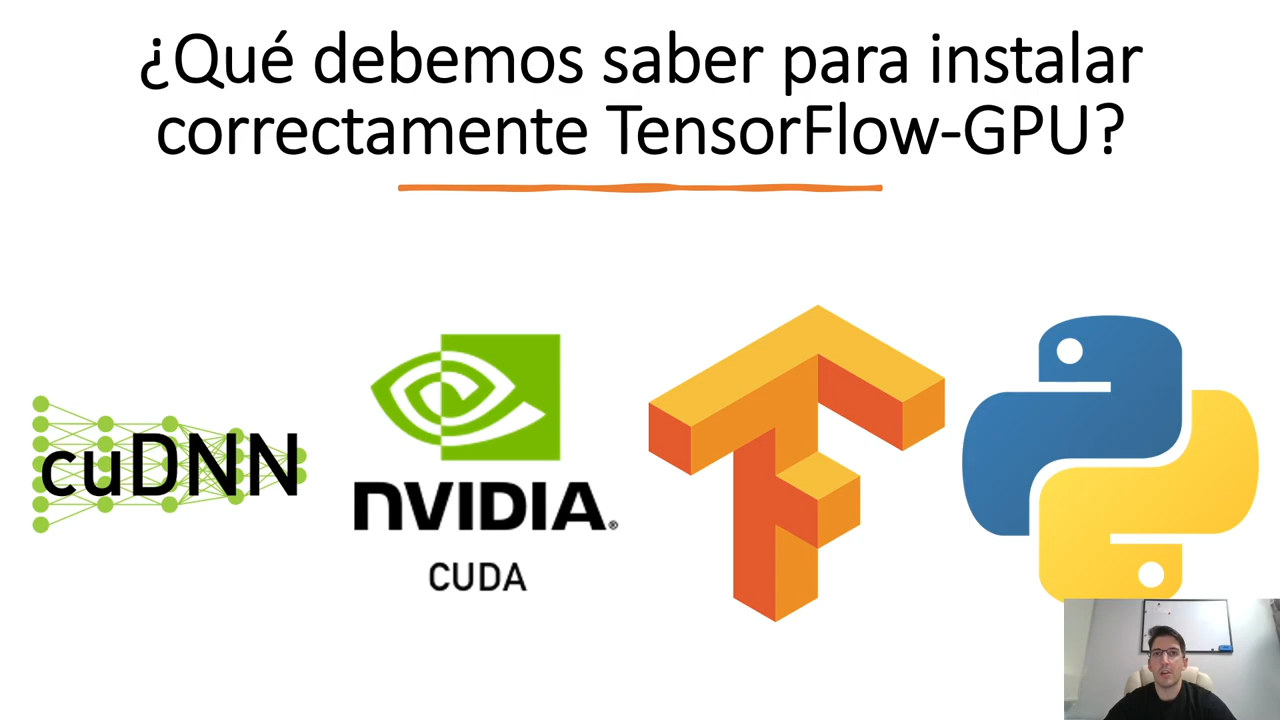 ¿Qué debemos saber para instalar
correctamente TensorFlow-GPU?
cuDNN
NVIDIA®
CUDA